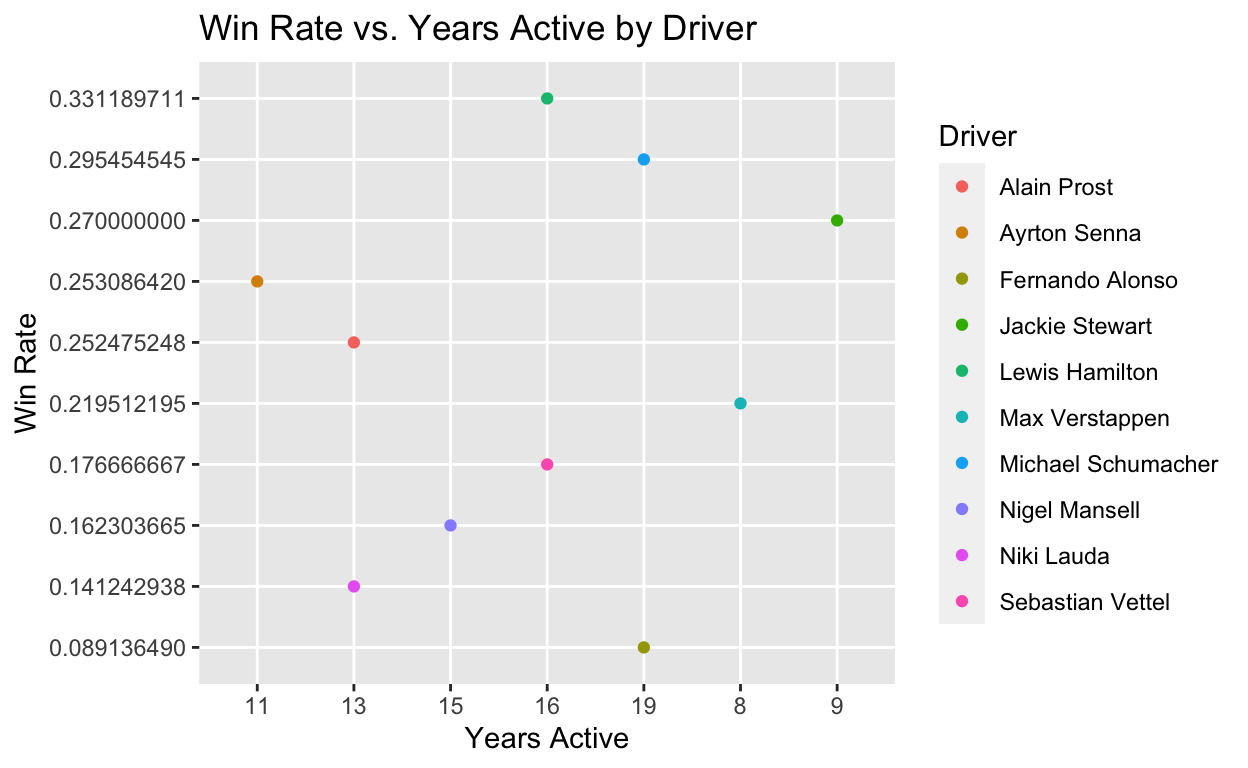 Win Rate vs. Years Active by Driver
0.331189711
0.295454545
0.270000000
0.253086420
0.252475248
0.219512195
0.176666667
0.162303665
0.141242938
0.089136490
Win Rate
11 13 15 16 19 8 9
Years Active
Driver
Alain Prost
Ayrton Senna
Fernando Alonso
Jackie Stewart
Lewis Hamilton
Max Verstappen
Michael Schumacher
Nigel Mansell
Niki Lauda
Sebastian Vettel